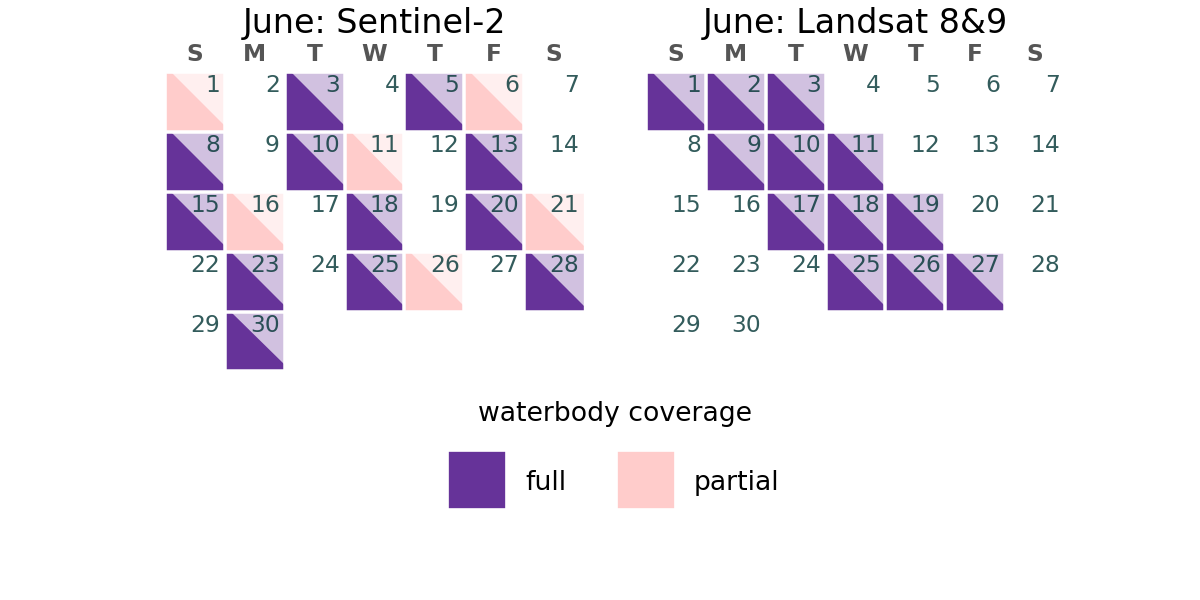 June: Sentinel-2
S M T W T F S
1 2 3 4 5 6 7
8 9 10 11 12 13 14
15 16 17 18 19 20 21
22 23 24 25 26 27 28
29 30
June: Landsat 8&9
S M T W T F S
1 2 3 4 5 6 7
8 9 10 11 12 13 14
15 16 17 18 19 20 21
22 23 24 25 26 27 28
29 30
waterbody coverage
full
partial